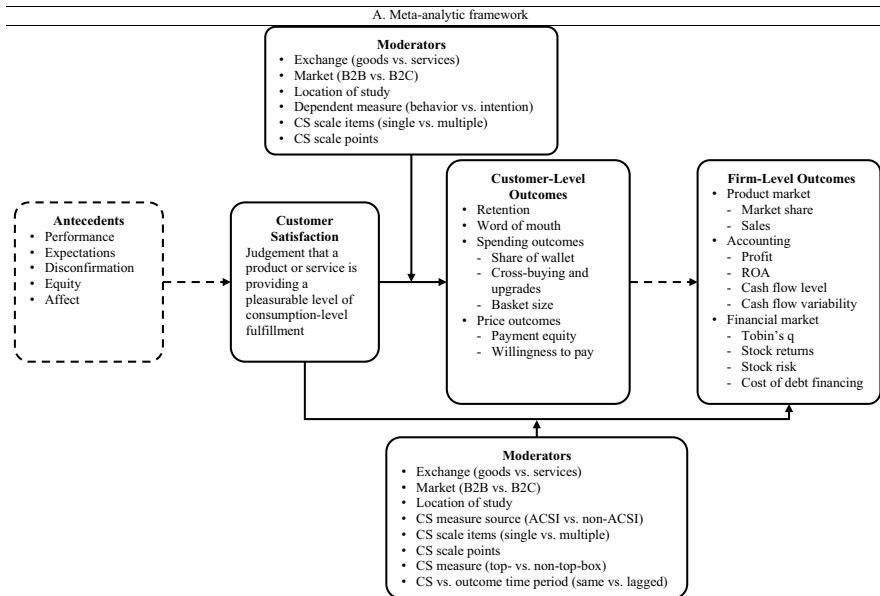 A. Meta-analytic framework
Moderators
• Exchange (goods vs. services)
• Market (B2B vs. B2C)
• Location of study
• Dependent measure (behavior vs. intention)
• CS scale items (single vs. multiple)
• CS scale points
Antecedents
• Performance
• Expectations
• Disconfirmation
• Equity
• Affect
Customer
Satisfaction
Judgement that a
product or service is
providing a
pleasurable level of
consumption-level
fulfillment
Customer-Level
Outcomes
• Retention
• Word of mouth
• Spending outcomes
- Share of wallet
- Cross-buying and
upgrades
- Basket size
• Price outcomes
- Payment equity
- Willingness to pay
Firm-Level Outcomes
• Product market
- Market share
- Sales
• Accounting
- Profit
- ROA
- Cash flow level
- Cash flow variability
• Financial market
- Tobin’s q
- Stock returns
- Stock risk
- Cost of debt financing
Moderators
• Exchange (goods vs. services)
• Market (B2B vs. B2C)
• Location of study
• CS measure source (ACSI vs. non-ACSI)
• CS scale items (single vs. multiple)
• CS scale points
• CS measure (top- vs. non-top-box)
• CS vs. outcome time period (same vs. lagged)